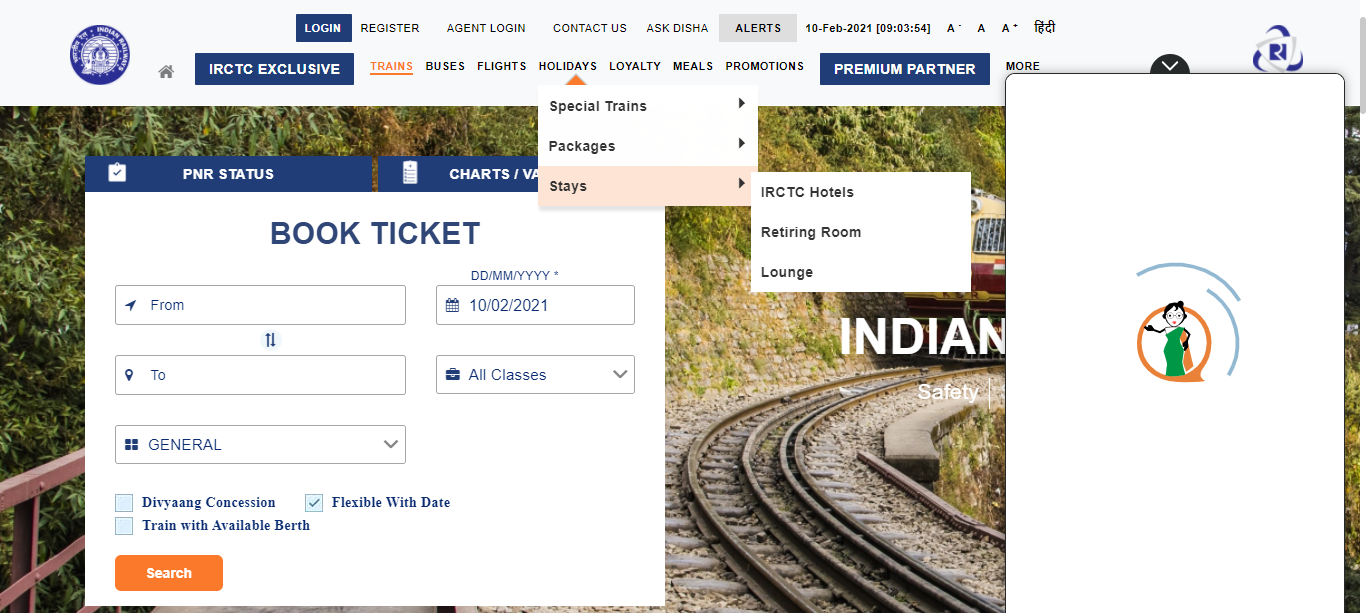 LOGIN REGISTER AGENT LOGIN CONTACT US ASK DISHA ALERTS 10-Feb-2021 [09:03:54] A- A A+ हिंदी
IRCTC EXCLUSIVE TRAINS BUSES FLIGHTS HOLIDAYS LOYALTY MEALS PROMOTIONS PREMIUM PARTNER MORE
Special Trains
Packages
Stays
IRCTC Hotels
Retiring Room
Lounge
PNR STATUS CHARTS / VA
BOOK TICKET
DD/MM/YYYY *
From 10/02/2021
To All Classes
GENERAL
Divyaang Concession Flexible With Date
Train with Available Berth
Search
INDIAN
Safety |